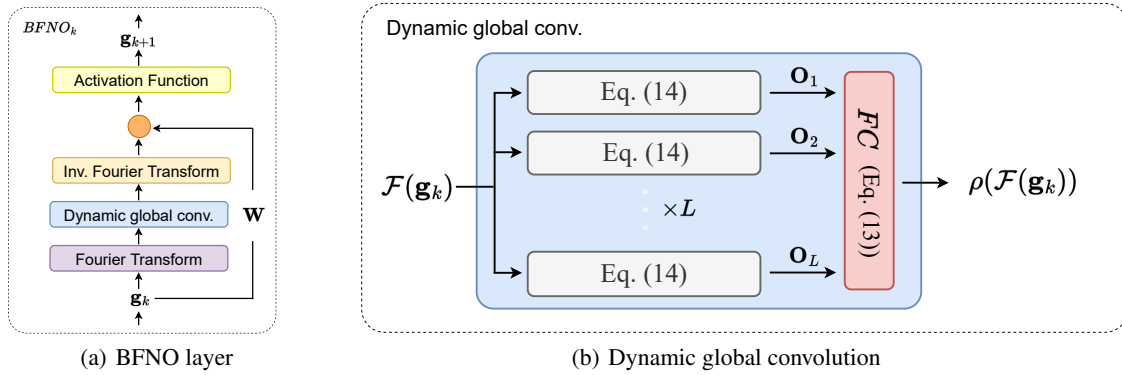 BFNO_k
g_{k+1}
Activation Function
Inv. Fourier Transform
Dynamic global conv.
W
Fourier Transform
g_k
(a) BFNO layer
Dynamic global conv.
F(g_k)
Eq. (14)
O_1
Eq. (14)
O_2
×L
Eq. (14)
O_L
FC (Eq. (13))
ρ(F(g_k))
(b) Dynamic global convolution